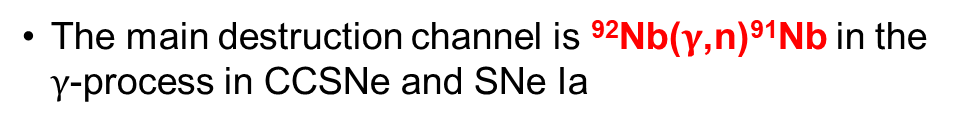 • The main destruction channel is ⁹²Nb(γ,n)⁹¹Nb in the
γ-process in CCSNe and SNe Ia